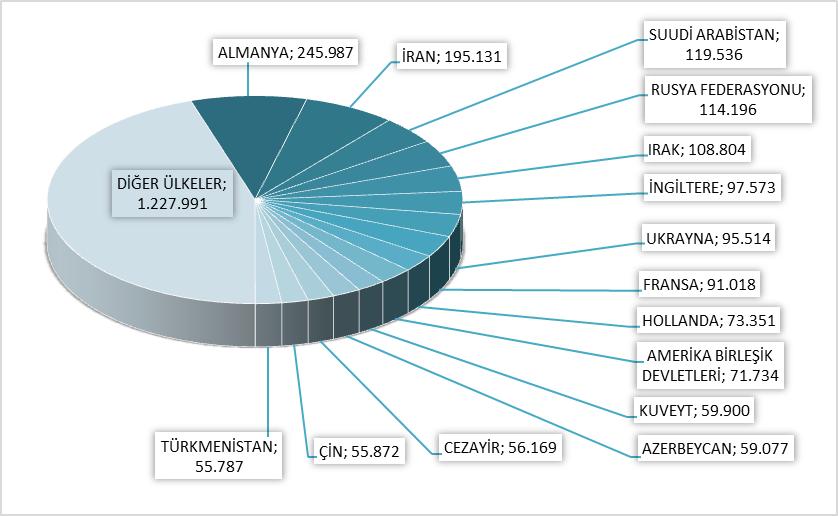 ALMANYA; 245.987
İRAN; 195.131
SUUDİ ARABİSTAN;
119.536
RUSYA FEDERASYONU;
114.196
IRAK; 108.804
İNGİLTERE; 97.573
UKRAYNA; 95.514
FRANSA; 91.018
HOLLANDA; 73.351
AMERİKA BİRLEŞİK
DEVLETLERİ; 71.734
KUVEYT; 59.900
AZERBEYCAN; 59.077
CEZAYİR; 56.169
ÇİN; 55.872
TÜRKMENİSTAN;
55.787
DİĞER ÜLKELER;
1.227.991